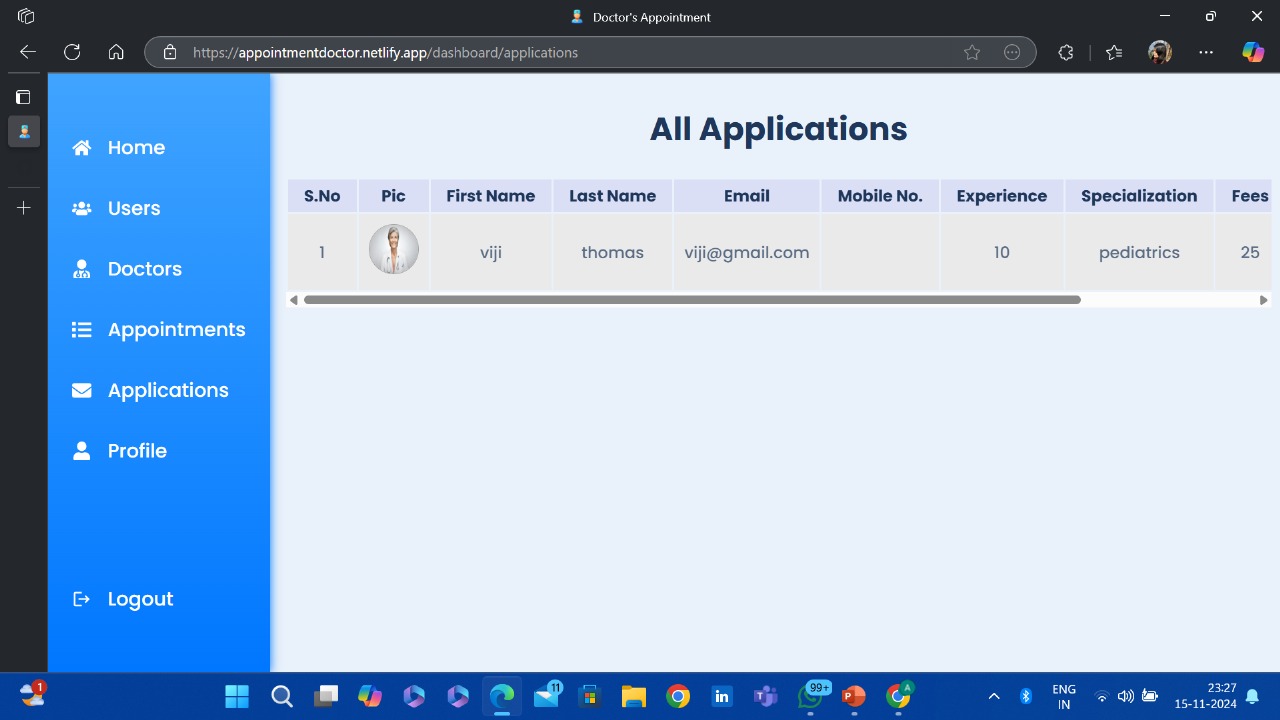 Doctor's Appointment
https://appointmentdoctor.netlify.app/dashboard/applications
Home
Users
Doctors
Appointments
Applications
Profile
Logout
All Applications
S.No Pic First Name Last Name Email Mobile No. Experience Specialization Fees
1 viji thomas viji@gmail.com 10 pediatrics 25
1 11 99+ A ENG 23:27
IN 15-11-2024